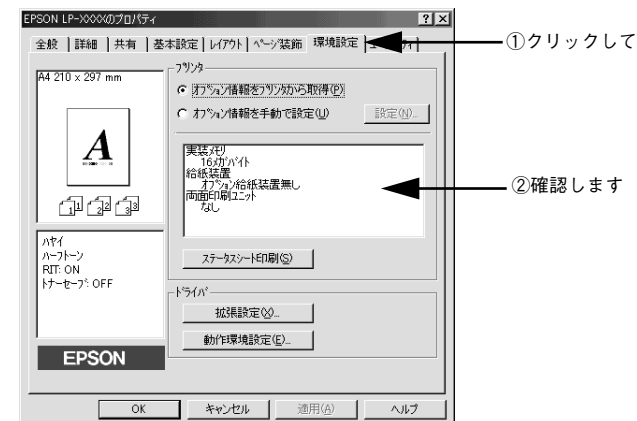 EPSON LP-XXXXのプロパティ
全般 詳細 共有 基本設定 レイアウト ページ装飾 環境設定
①クリックして
A4 210 x 297 mm
プリンタ
オプション情報をプリンタから取得(P)
オプション情報を手動で設定(U)
設定(N)...
A
実装メモリ
16メガバイト
給紙装置
オプション給紙装置無し
両面印刷ユニット
なし
②確認します
1 1 2 2 3 3
ハヤイ
ハーフトーン
RIT: ON
トナーセーブ: OFF
ステータスシート印刷(S)
ドライバ
拡張設定(X)...
動作環境設定(E)...
EPSON
OK キャンセル 適用(A) ヘルプ